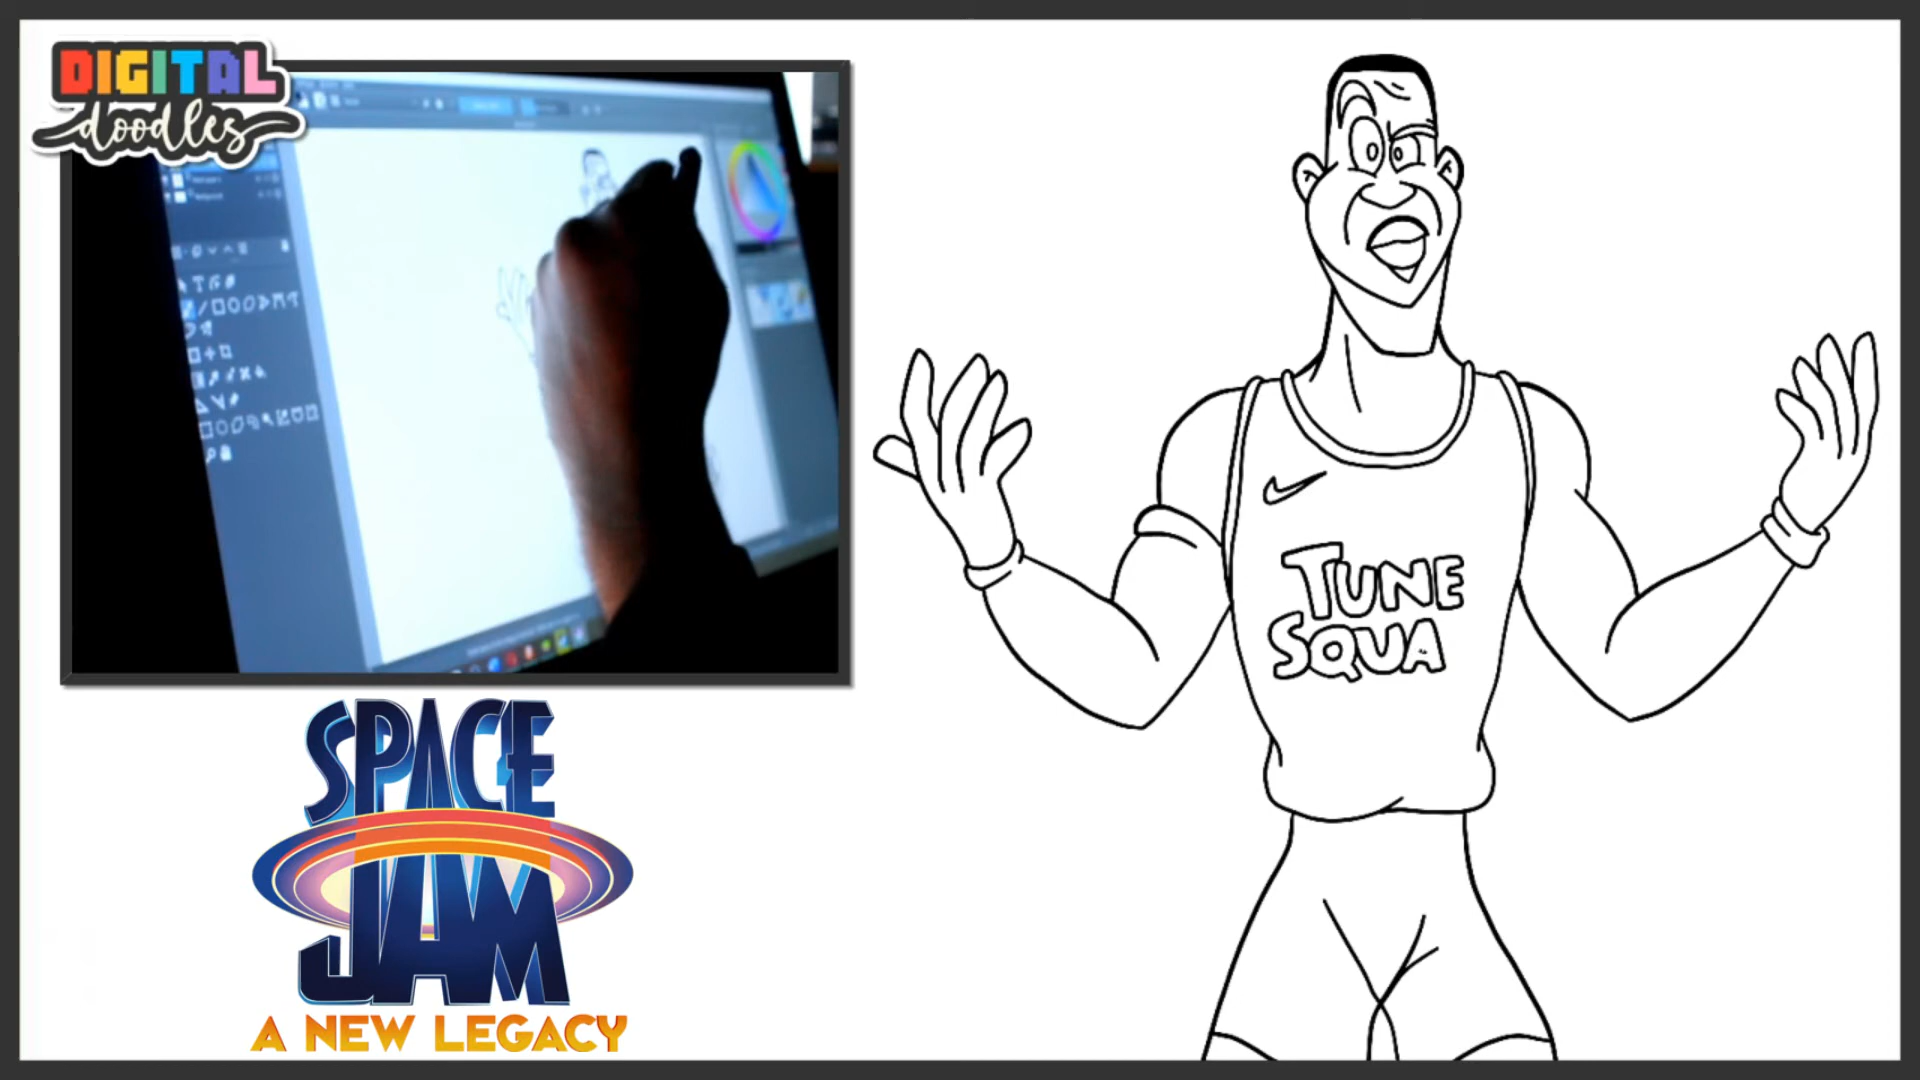 DIGITAL
doodles
SPACE
JAM
A NEW LEGACY
TUNE
SQUA